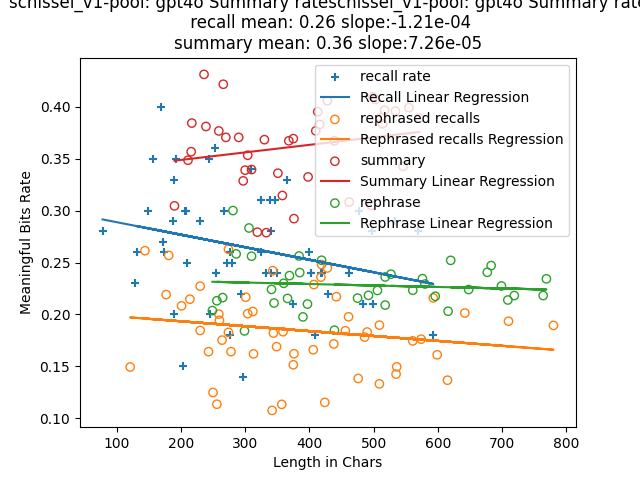 schissel_v1-pool: gpt4o Summary rateschissel_v1-pool: gpt4o Summary rate
recall mean: 0.26 slope:-1.21e-04
summary mean: 0.36 slope:7.26e-05
recall rate
Recall Linear Regression
rephrased recalls
Rephrased recalls Regression
summary
Summary Linear Regression
rephrase
Rephrase Linear Regression
Meaningful Bits Rate
0.40
0.35
0.30
0.25
0.20
0.15
0.10
100 200 300 400 500 600 700 800
Length in Chars